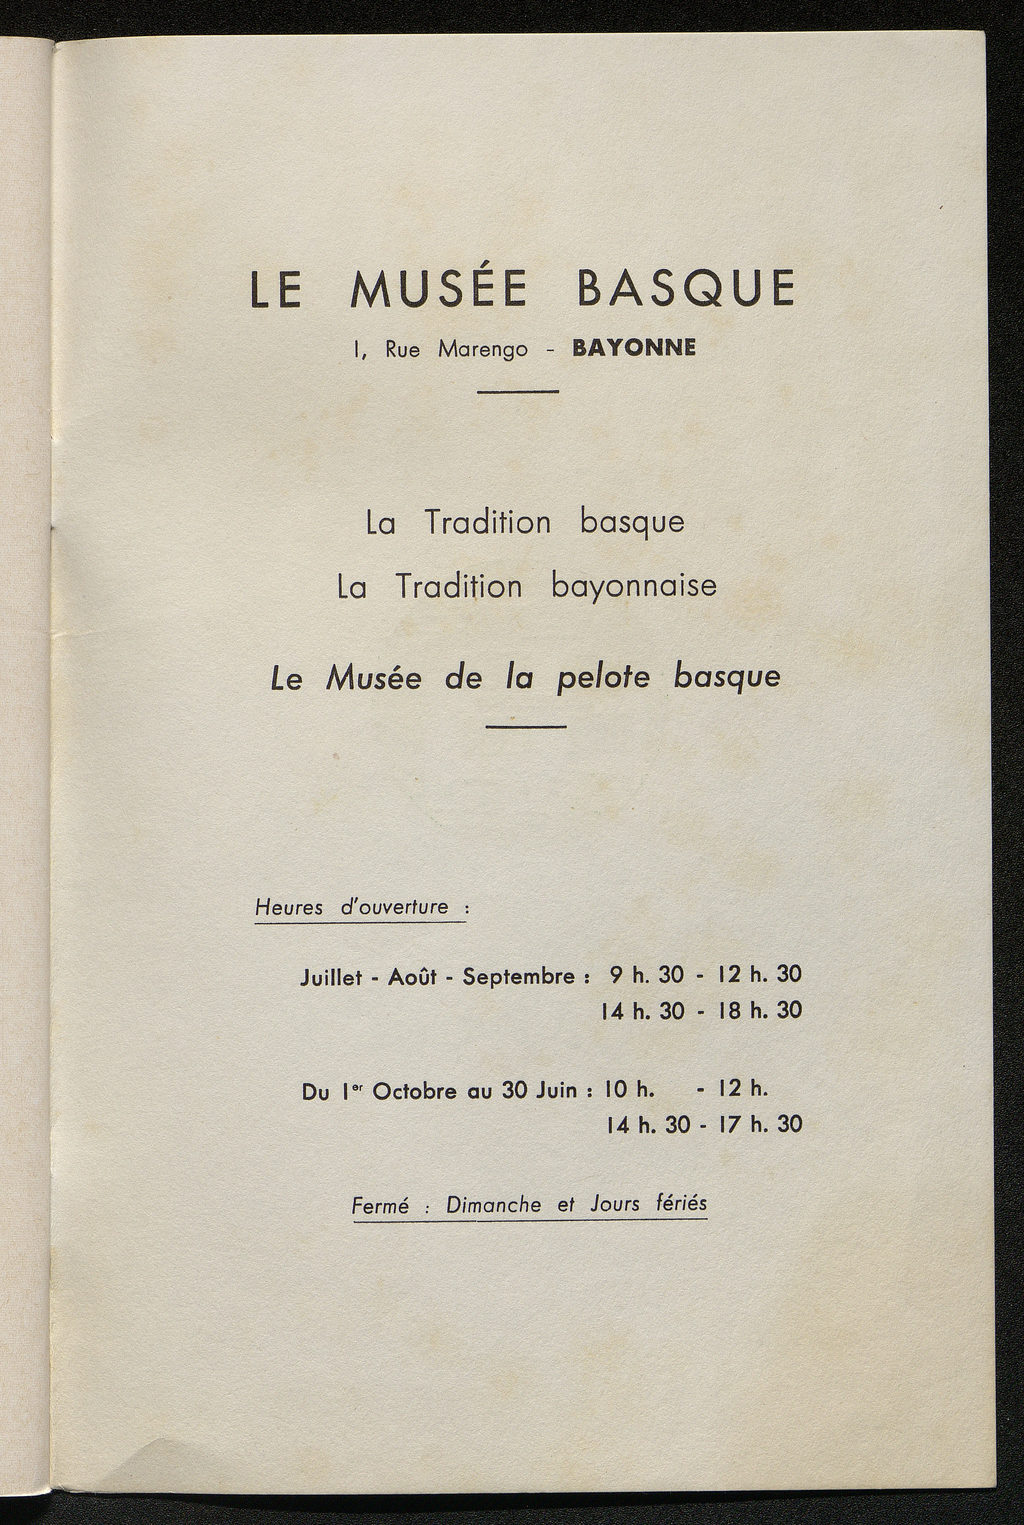 LE MUSÉE BASQUE
1, Rue Marengo - BAYONNE
La Tradition basque
La Tradition bayonnaise
Le Musée de la pelote basque
Heures d'ouverture :
Juillet - Août - Septembre : 9 h. 30 - 12 h. 30
14 h. 30 - 18 h. 30
Du 1er Octobre au 30 Juin : 10 h. - 12 h.
14 h. 30 - 17 h. 30
Fermé : Dimanche et Jours fériés